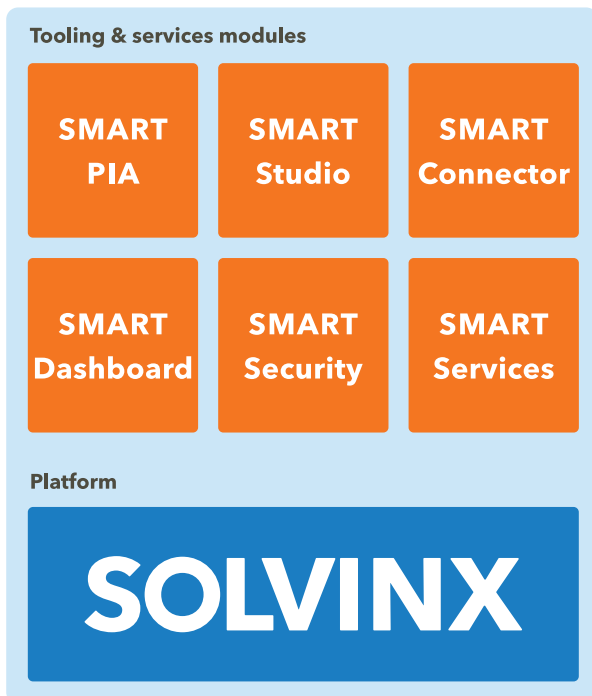 Tooling & services modules
SMART
PIA
SMART
Studio
SMART
Connector
SMART
Dashboard
SMART
Security
SMART
Services
Platform
SOLVINX